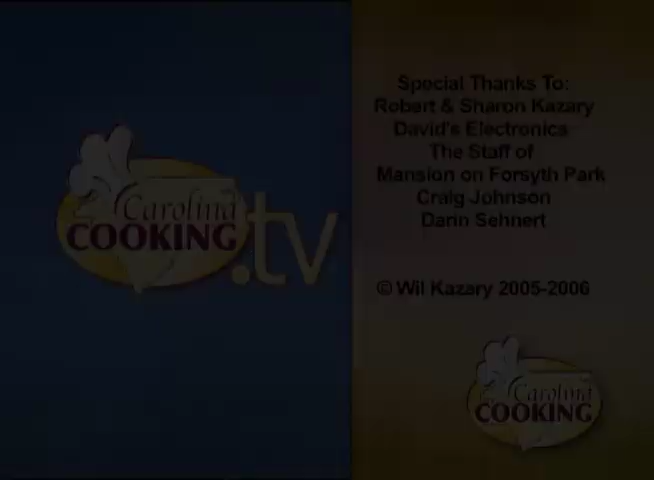 Carolina
COOKING
.tv
Special Thanks To:
Robert & Sharon Kazary
David's Electronics
The Staff of
Mansion on Forsyth Park
Craig Johnson
Darin Sehnert
© Wil Kazary 2005-2006
Carolina
COOKING